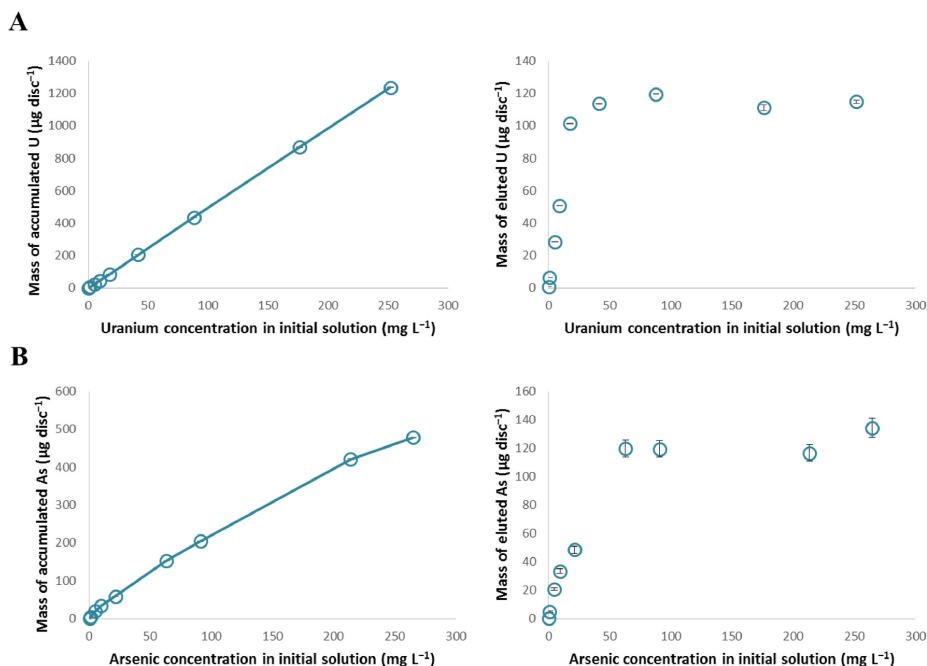 A
Mass of accumulated U (µg disc⁻¹)
1400
1200
1000
800
600
400
200
0
0 50 100 150 200 250 300
Uranium concentration in initial solution (mg L⁻¹)
Mass of eluted U (µg disc⁻¹)
140
120
100
80
60
40
20
0
0 50 100 150 200 250 300
Uranium concentration in initial solution (mg L⁻¹)
B
Mass of accumulated As (µg disc⁻¹)
600
500
400
300
200
100
0
0 50 100 150 200 250 300
Arsenic concentration in initial solution (mg L⁻¹)
Mass of eluted As (µg disc⁻¹)
160
140
120
100
80
60
40
20
0
0 50 100 150 200 250 300
Arsenic concentration in initial solution (mg L⁻¹)